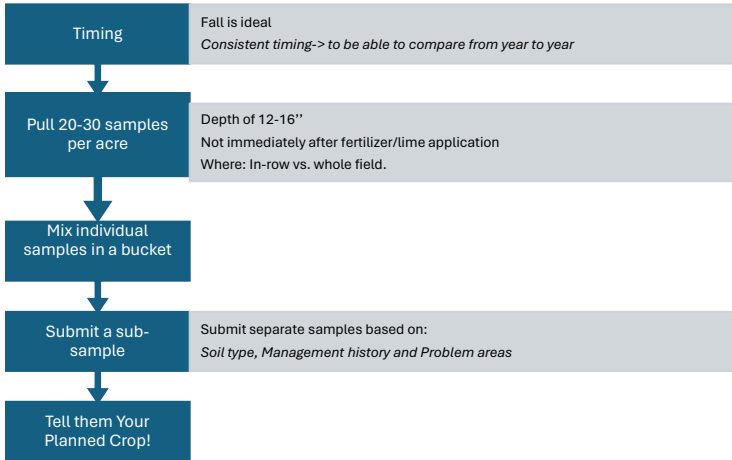 Timing
Fall is ideal
Consistent timing-> to be able to compare from year to year
Pull 20-30 samples
per acre
Depth of 12-16’’
Not immediately after fertilizer/lime application
Where: In-row vs. whole field.
Mix individual
samples in a bucket
Submit a sub-
sample
Submit separate samples based on:
Soil type, Management history and Problem areas
Tell them Your
Planned Crop!